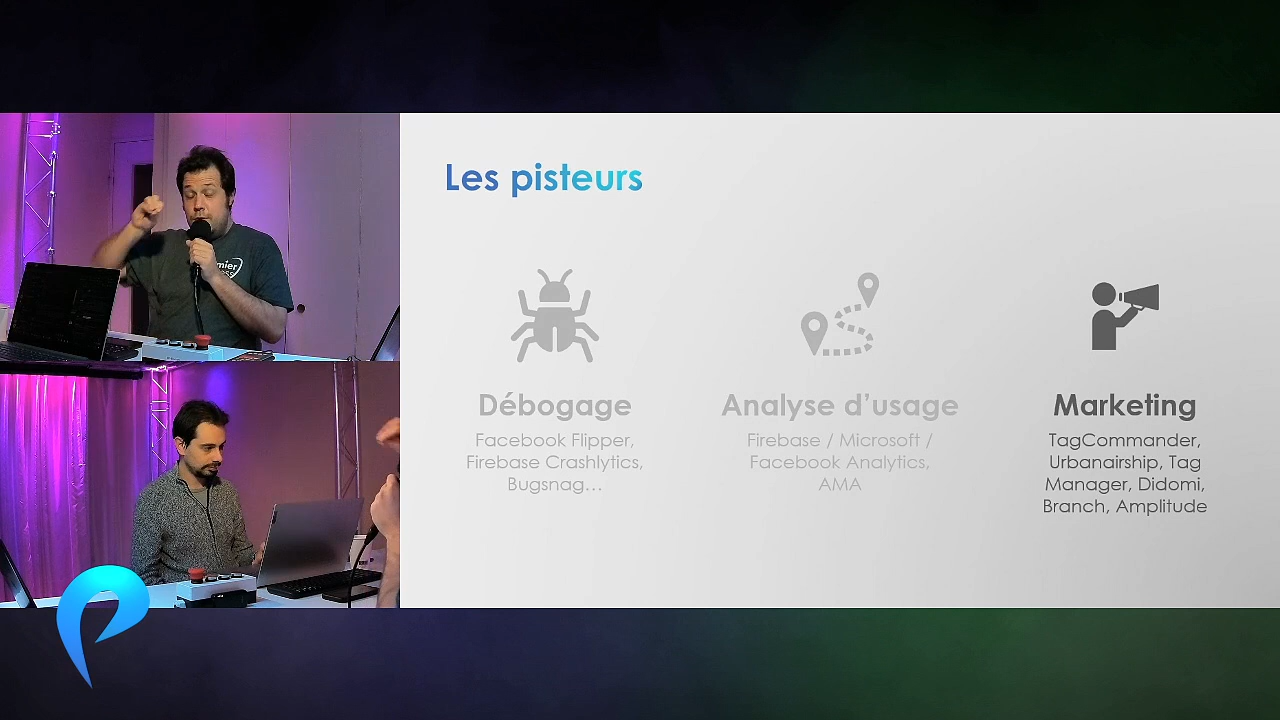 Les pisteurs
Débogage
Facebook Flipper,
Firebase Crashlytics,
Bugsnag…
Analyse d’usage
Firebase / Microsoft /
Facebook Analytics,
AMA
Marketing
TagCommander,
Urbanairship, Tag
Manager, Didomi,
Branch, Amplitude